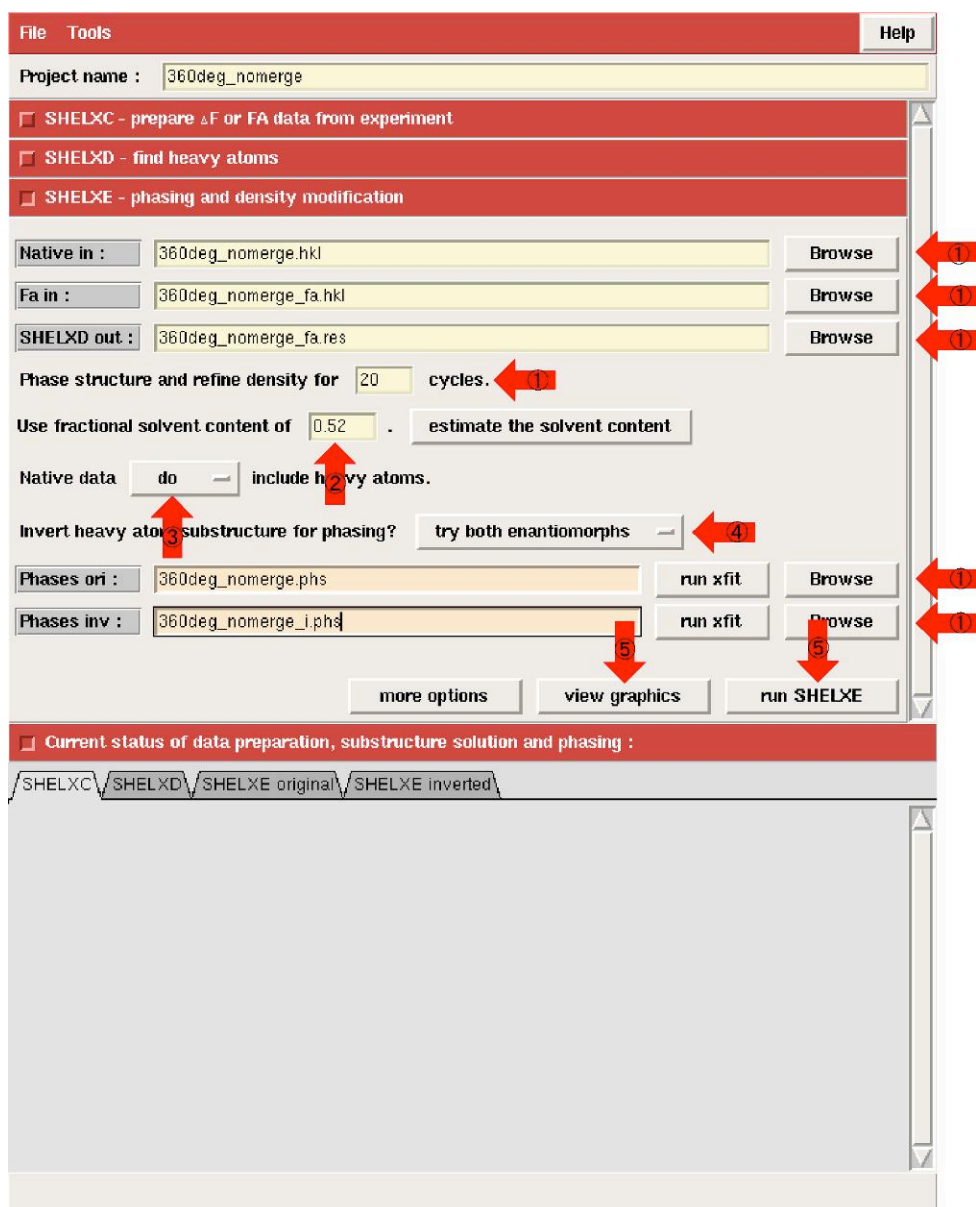 File Tools Help
Project name : 360deg_nomerge
SHELXC - prepare ΔF or FA data from experiment
SHELXD - find heavy atoms
SHELXE - phasing and density modification
Native in : 360deg_nomerge.hkl Browse ①
Fa in : 360deg_nomerge_fa.hkl Browse ①
SHELXD out : 360deg_nomerge_fa.res Browse ①
Phase structure and refine density for 20 cycles. ①
Use fractional solvent content of 0.52 . estimate the solvent content
②
Native data do include heavy atoms.
③
Invert heavy atom substructure for phasing? try both enantiomorphs ④
Phases ori : 360deg_nomerge.phs run xfit Browse ①
Phases inv : 360deg_nomerge_i.phs run xfit Browse ①
⑤ ⑤
more options view graphics run SHELXE
Current status of data preparation, substructure solution and phasing :
SHELXC SHELXD SHELXE original SHELXE inverted